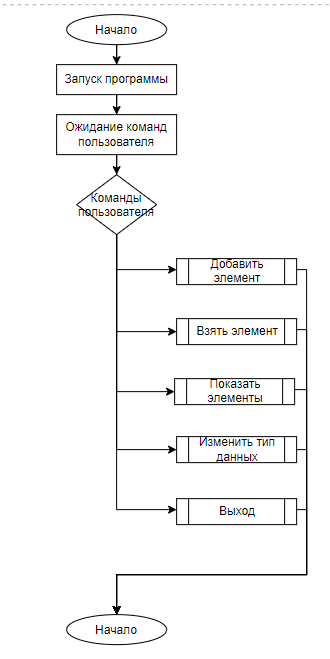 Начало
Запуск программы
Ожидание команд
пользователя
Команды
пользователя
Добавить
элемент
Взять элемент
Показать
элементы
Изменить тип
данных
Выход
Начало